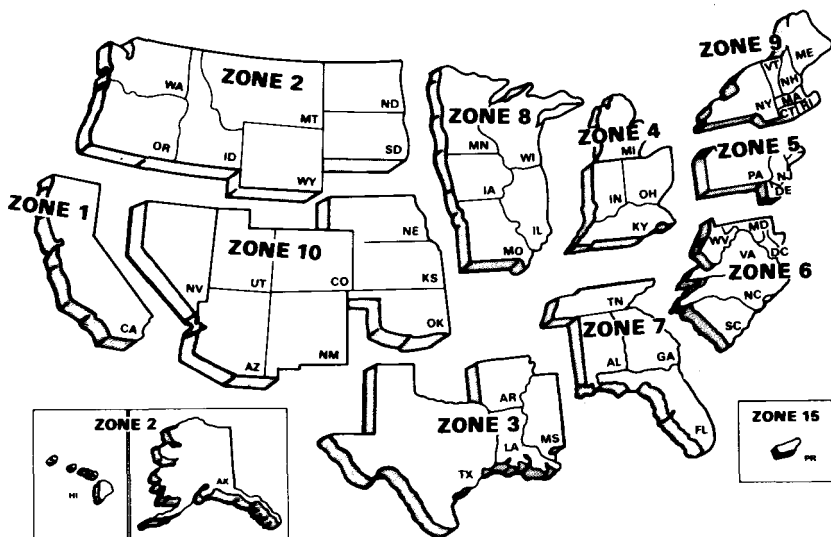 ZONE 2
WA
MT
ND
OR
ID
WY
SD
ZONE 8
MN
WI
IA
IL
MO
ZONE 4
MI
IN
OH
KY
ZONE 9
ME
VT
NH
NY
MA
CT RI
ZONE 5
PA
NJ
DE
ZONE 1
CA
ZONE 10
NV
UT
CO
AZ
NM
NE
KS
OK
WV
MD
DC
VA
ZONE 6
NC
SC
TN
ZONE 7
AL
GA
FL
AR
ZONE 3
LA
MS
TX
ZONE 2
HI
AK
ZONE 15
PR